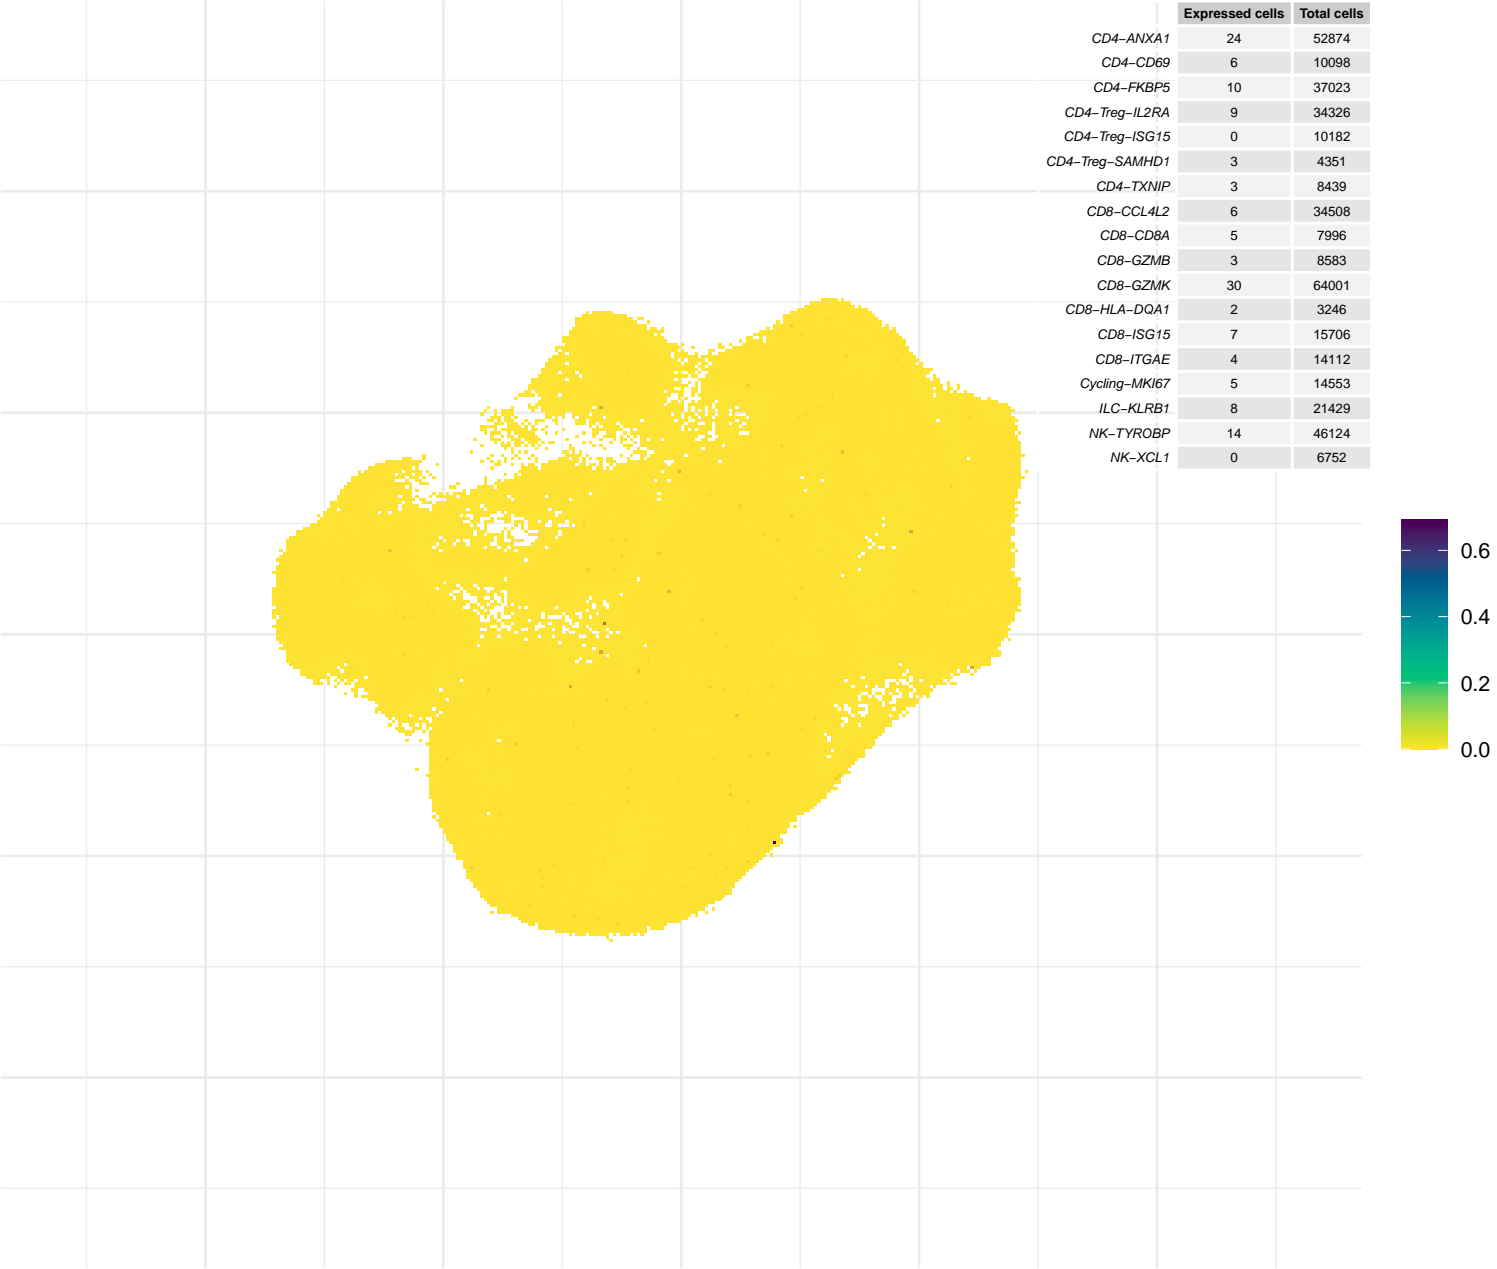 Expressed cells Total cells
CD4−ANXA1 24 52874
CD4−CD69 6 10098
CD4−FKBP5 10 37023
CD4−Treg−IL2RA 9 34326
CD4−Treg−ISG15 0 10182
CD4−Treg−SAMHD1 3 4351
CD4−TXNIP 3 8439
CD8−CCL4L2 6 34508
CD8−CD8A 5 7996
CD8−GZMB 3 8583
CD8−GZMK 30 64001
CD8−HLA−DQA1 2 3246
CD8−ISG15 7 15706
CD8−ITGAE 4 14112
Cycling−MKI67 5 14553
ILC−KLRB1 8 21429
NK−TYROBP 14 46124
NK−XCL1 0 6752
0.6
0.4
0.2
0.0